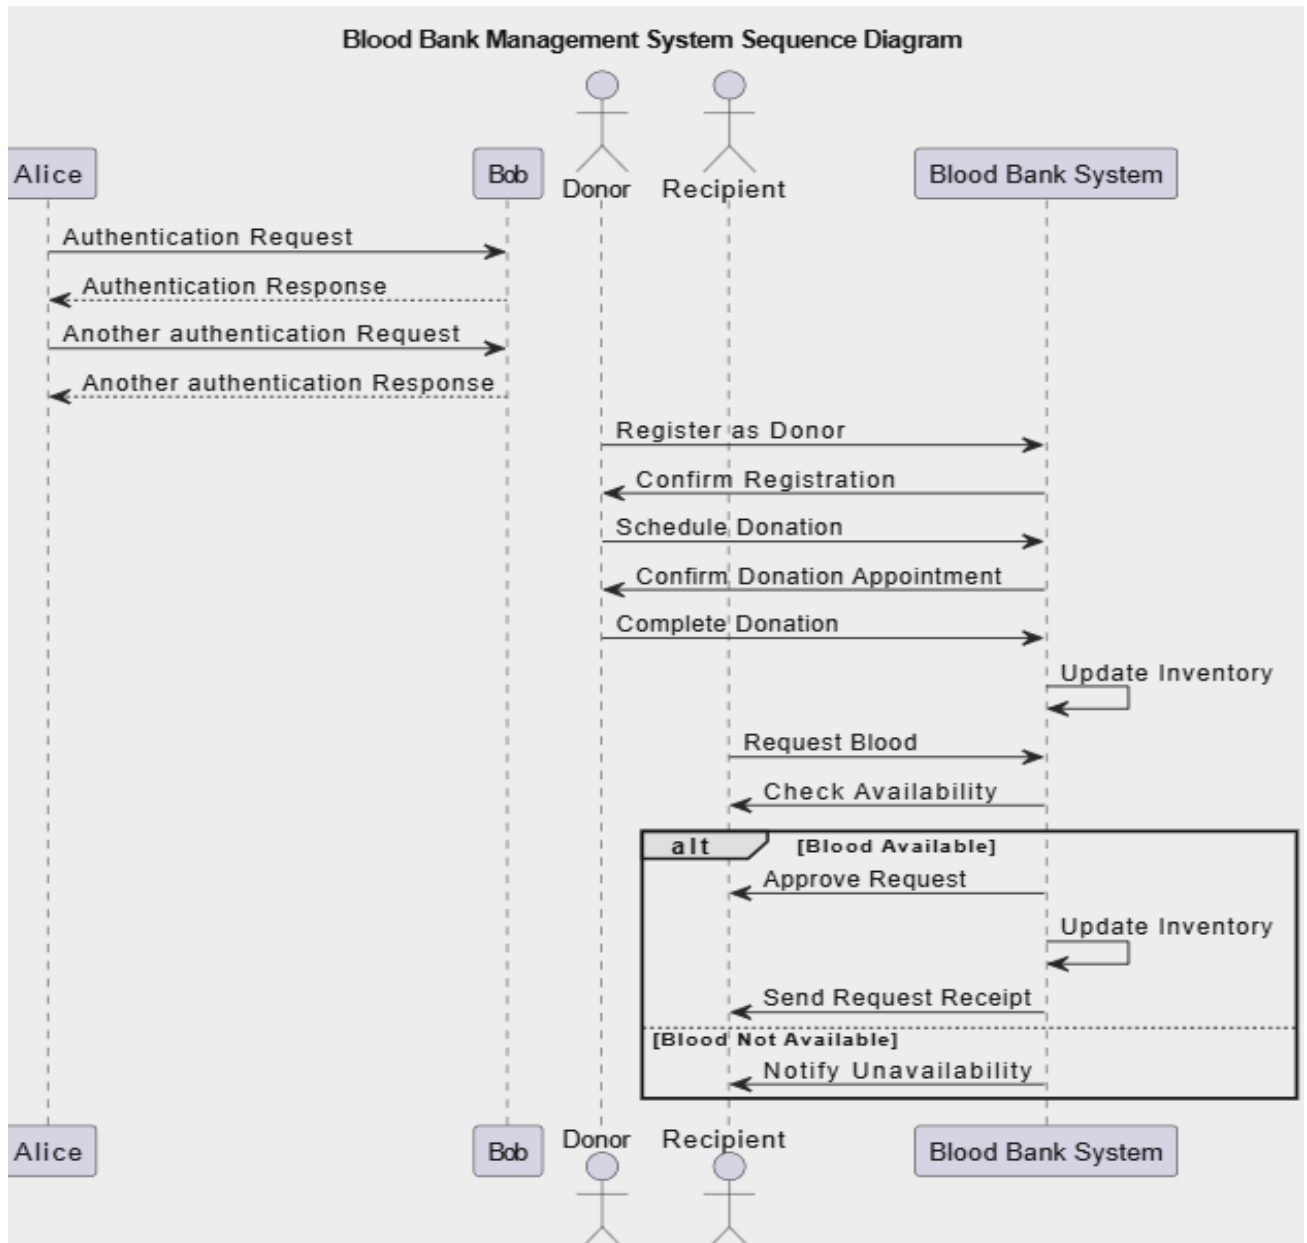 Blood Bank Management System Sequence Diagram
Alice
Bob
Donor
Recipient
Blood Bank System
Authentication Request
Authentication Response
Another authentication Request
Another authentication Response
Register as Donor
Confirm Registration
Schedule Donation
Confirm Donation Appointment
Complete Donation
Update Inventory
Request Blood
Check Availability
alt
[Blood Available]
Approve Request
Update Inventory
Send Request Receipt
[Blood Not Available]
Notify Unavailability
Alice
Bob
Donor
Recipient
Blood Bank System